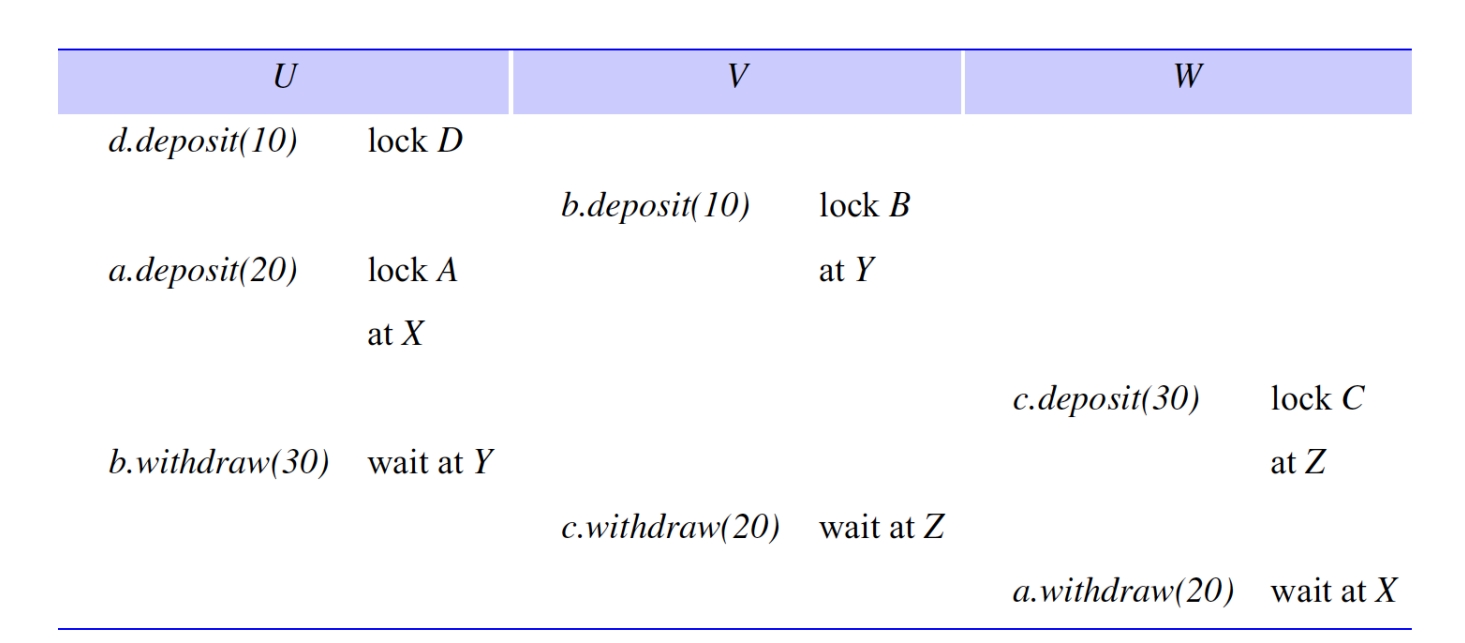 U V W
d.deposit(10) lock D
b.deposit(10) lock B
a.deposit(20) lock A at Y
at X
c.deposit(30) lock C
b.withdraw(30) wait at Y at Z
c.withdraw(20) wait at Z
a.withdraw(20) wait at X